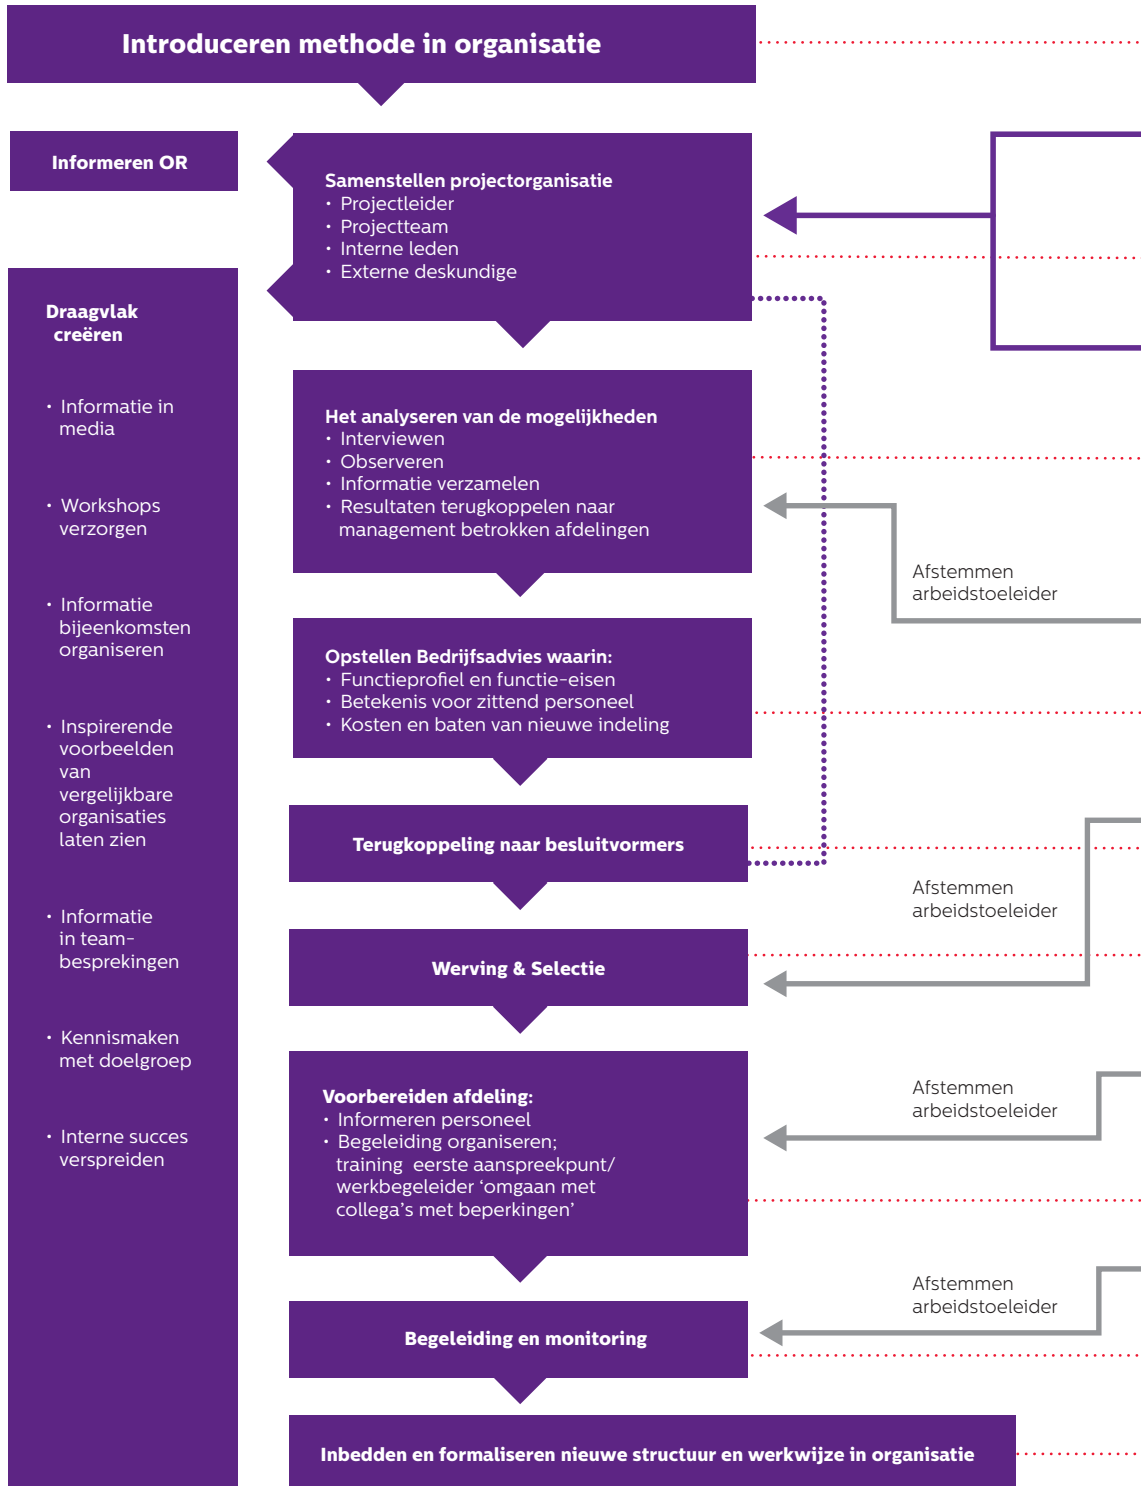 Introduceren methode in organisatie
Informeren OR
Samenstellen projectorganisatie
· Projectleider
· Projectteam
· Interne leden
· Externe deskundige
Draagvlak
creëren
· Informatie in
media
· Workshops
verzorgen
· Informatie
bijeenkomsten
organiseren
· Inspirerende
voorbeelden
van
vergelijkbare
organisaties
laten zien
· Informatie
in team-
besprekingen
· Kennismaken
met doelgroep
· Interne succes
verspreiden
Het analyseren van de mogelijkheden
· Interviewen
· Observeren
· Informatie verzamelen
· Resultaten terugkoppelen naar
management betrokken afdelingen
Afstemmen
arbeidstoeleider
Opstellen Bedrijfsadvies waarin:
· Functieprofiel en functie-eisen
· Betekenis voor zittend personeel
· Kosten en baten van nieuwe indeling
Terugkoppeling naar besluitvormers
Afstemmen
arbeidstoeleider
Werving & Selectie
Voorbereiden afdeling:
· Informeren personeel
· Begeleiding organiseren;
training eerste aanspreekpunt/
werkbegeleider ‘omgaan met
collega’s met beperkingen’
Afstemmen
arbeidstoeleider
Afstemmen
arbeidstoeleider
Begeleiding en monitoring
Inbedden en formaliseren nieuwe structuur en werkwijze in organisatie